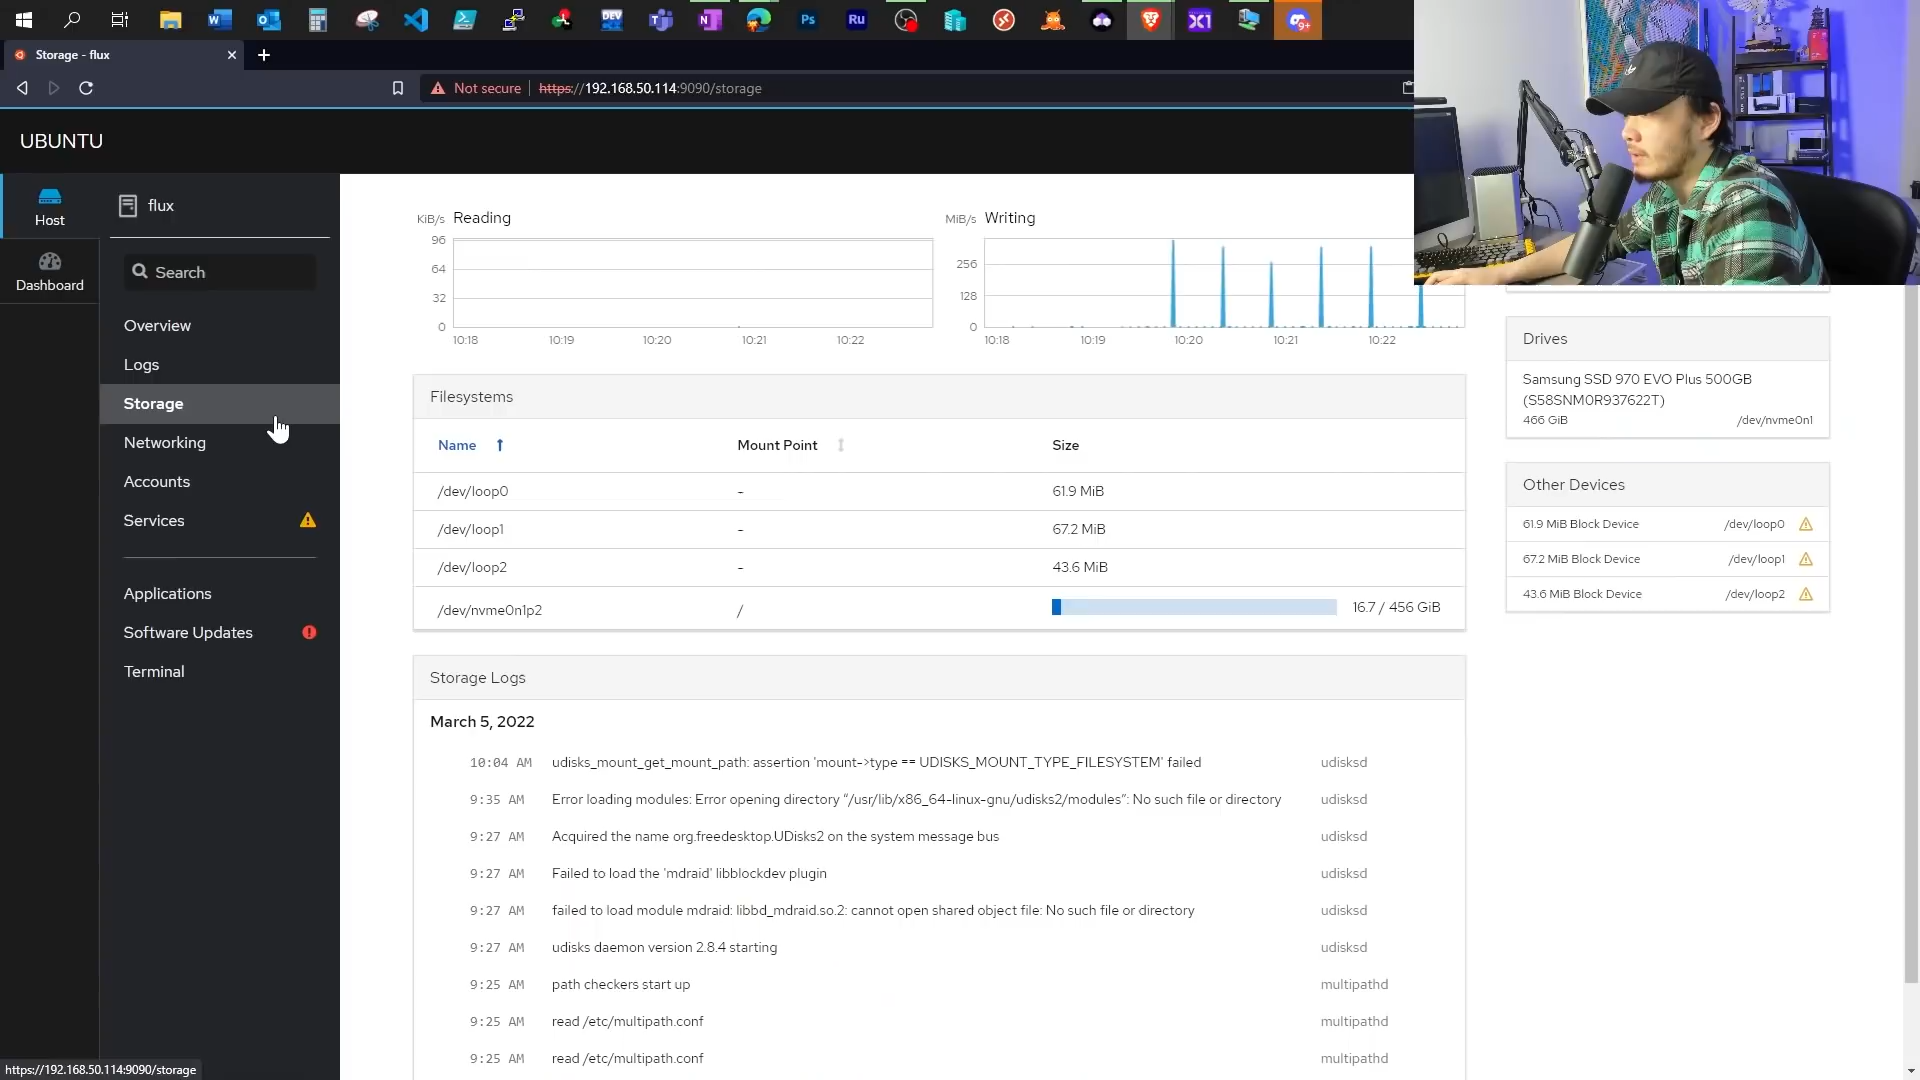 DEV
Ps
Ru
X1
9+
Storage - flux
Not secure https://192.168.50.114:9090/storage
UBUNTU
Host
Dashboard
flux
Search
Overview
Logs
Storage
Networking
Accounts
Services
Applications
Software Updates
Terminal
KiB/s Reading
96
64
32
0
10:18 10:19 10:20 10:21 10:22
MiB/s Writing
256
128
0
10:18 10:19 10:20 10:21 10:22
Filesystems
Name Mount Point Size
/dev/loop0 - 61.9 MiB
/dev/loop1 - 67.2 MiB
/dev/loop2 - 43.6 MiB
/dev/nvme0n1p2 / 16.7 / 456 GiB
Storage Logs
March 5, 2022
10:04 AM udisks_mount_get_mount_path: assertion 'mount->type == UDISKS_MOUNT_TYPE_FILESYSTEM' failed udisksd
9:35 AM Error loading modules: Error opening directory “/usr/lib/x86_64-linux-gnu/udisks2/modules”: No such file or directory udisksd
9:27 AM Acquired the name org.freedesktop.UDisks2 on the system message bus udisksd
9:27 AM Failed to load the 'mdraid' libblockdev plugin udisksd
9:27 AM failed to load module mdraid: libbd_mdraid.so.2: cannot open shared object file: No such file or directory udisksd
9:27 AM udisks daemon version 2.8.4 starting udisksd
9:25 AM path checkers start up multipathd
9:25 AM read /etc/multipath.conf multipathd
9:25 AM read /etc/multipath.conf multipathd
Drives
Samsung SSD 970 EVO Plus 500GB
(S58SNM0R937622T)
466 GiB /dev/nvme0n1
Other Devices
61.9 MiB Block Device /dev/loop0
67.2 MiB Block Device /dev/loop1
43.6 MiB Block Device /dev/loop2
https://192.168.50.114:9090/storage